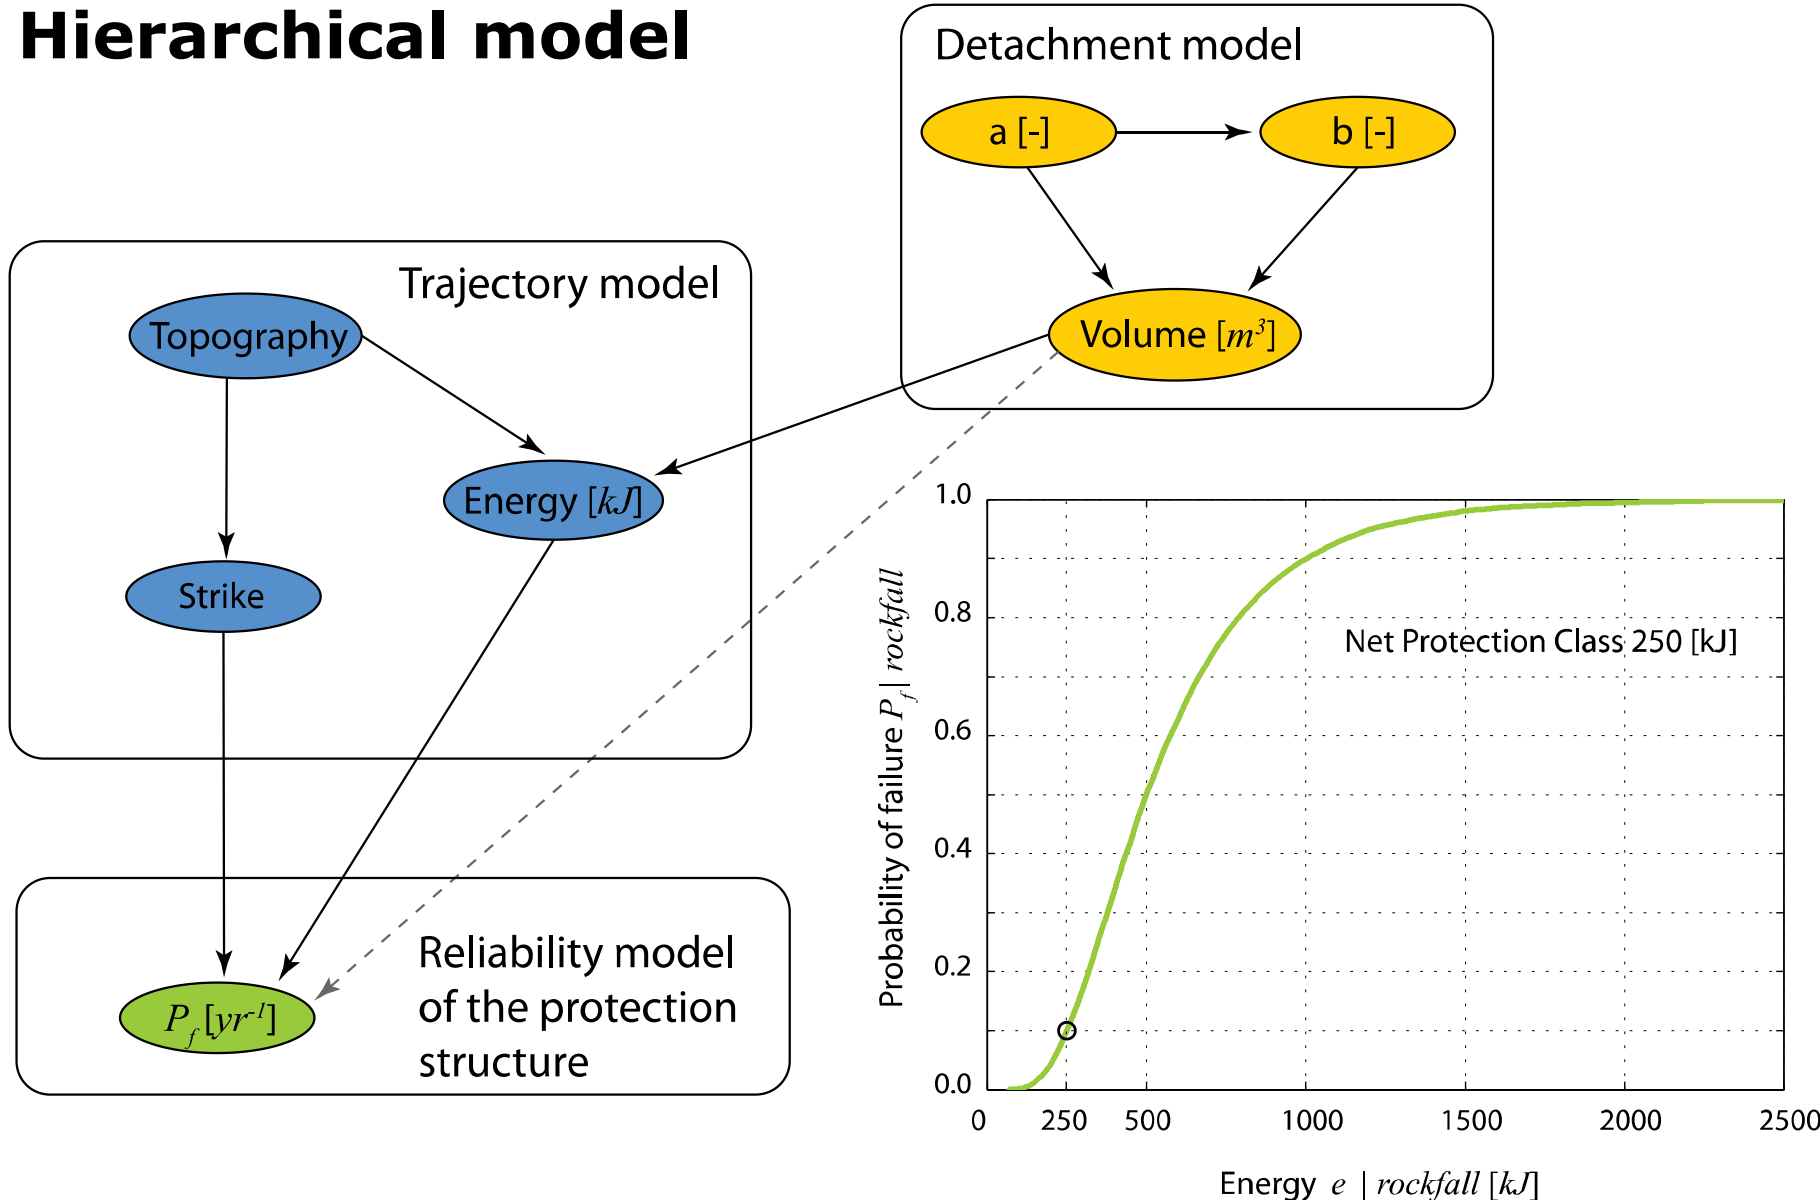 Hierarchical model
Detachment model
a [-]
b [-]
Volume [m³]
Trajectory model
Topography
Energy [kJ]
Strike
Reliability model
of the protection
structure
P_f [yr⁻¹]
Probability of failure P_f | rockfall
1.0
0.8
0.6
0.4
0.2
0.0
Net Protection Class 250 [kJ]
0 250 500 1000 1500 2000 2500
Energy e | rockfall [kJ]